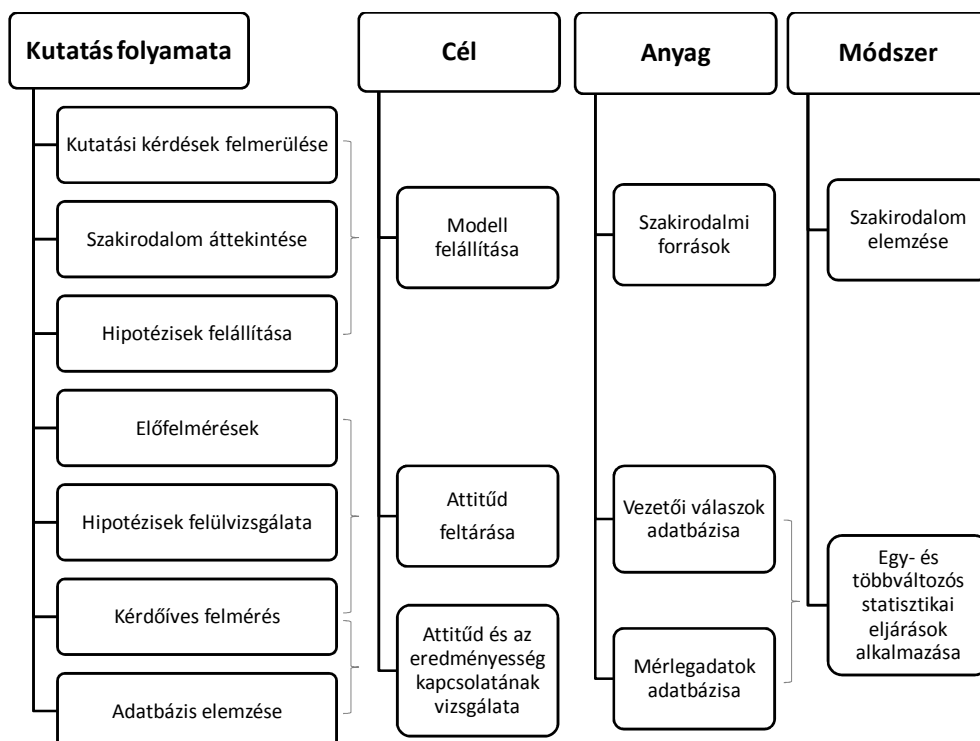 Kutatás folyamata
Kutatási kérdések felmerülése
Szakirodalom áttekintése
Hipotézisek felállítása
Előfelmérések
Hipotézisek felülvizsgálata
Kérdőíves felmérés
Adatbázis elemzése
Cél
Modell
felállítása
Attitűd
feltárása
Attitűd és az
eredményesség
kapcsolatának
vizsgálata
Anyag
Szakirodalmi
források
Vezetői válaszok
adatbázisa
Mérlegadatok
adatbázisa
Módszer
Szakirodalom
elemzése
Egy- és
többváltozós
statisztikai
eljárások
alkalmazása